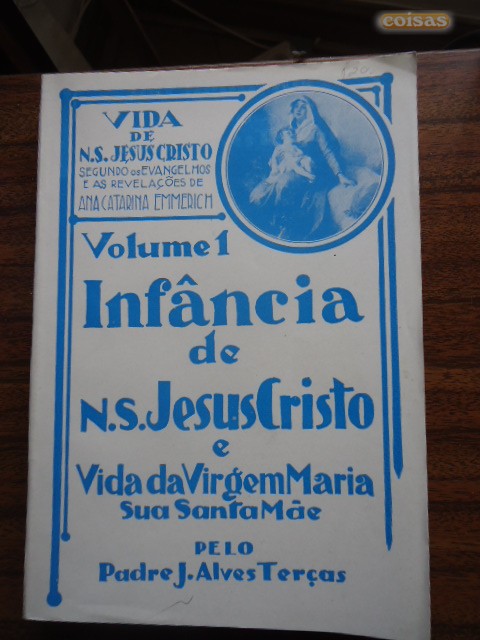 coisas
VIDA
DE
N.S. JESUS CRISTO
SEGUNDO OS EVANGELHOS
E AS REVELAÇÕES DE
ANA CATARINA EMMERICH
Volume 1
Infância
de
N.S. Jesus Cristo
e
Vida da Virgem Maria
Sua Santa Mãe
PELO
Padre J. Alves Terças